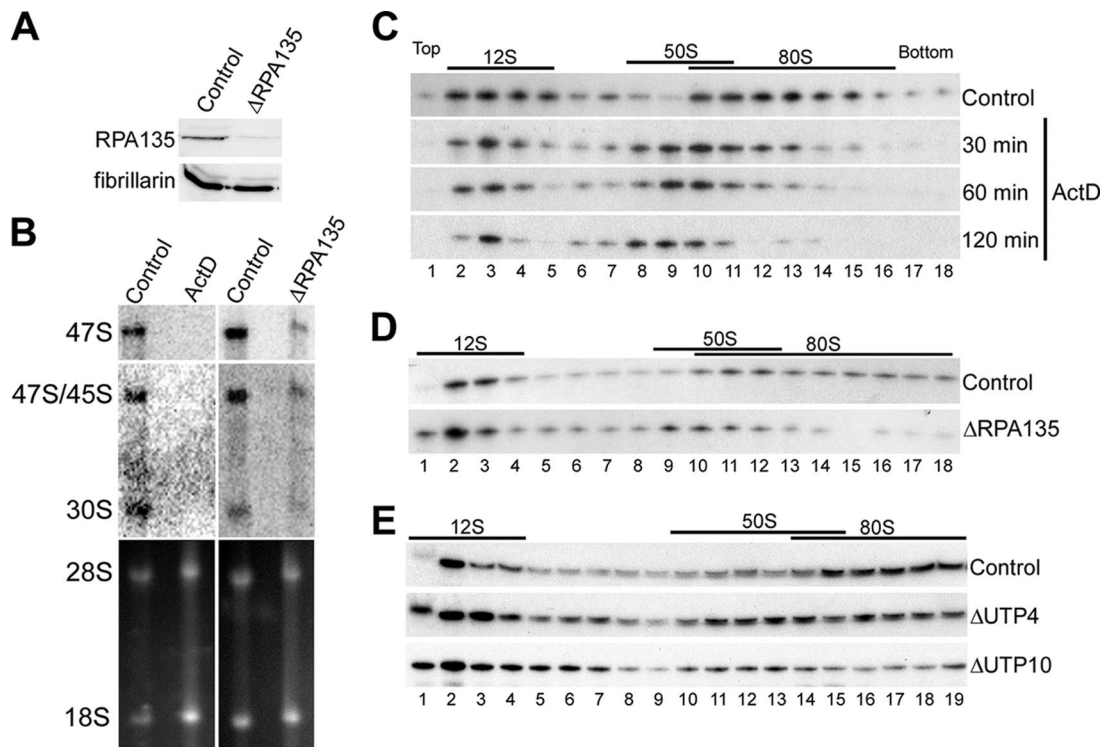 A
Control
ΔRPA135
RPA135
fibrillarin
B
Control
ActD
Control
ΔRPA135
47S
47S/45S
30S
28S
18S
C
Top
12S
50S
80S
Bottom
Control
30 min
60 min
120 min
ActD
1 2 3 4 5 6 7 8 9 10 11 12 13 14 15 16 17 18
D
12S
50S
80S
Control
ΔRPA135
1 2 3 4 5 6 7 8 9 10 11 12 13 14 15 16 17 18
E
12S
50S
80S
Control
ΔUTP4
ΔUTP10
1 2 3 4 5 6 7 8 9 10 11 12 13 14 15 16 17 18 19